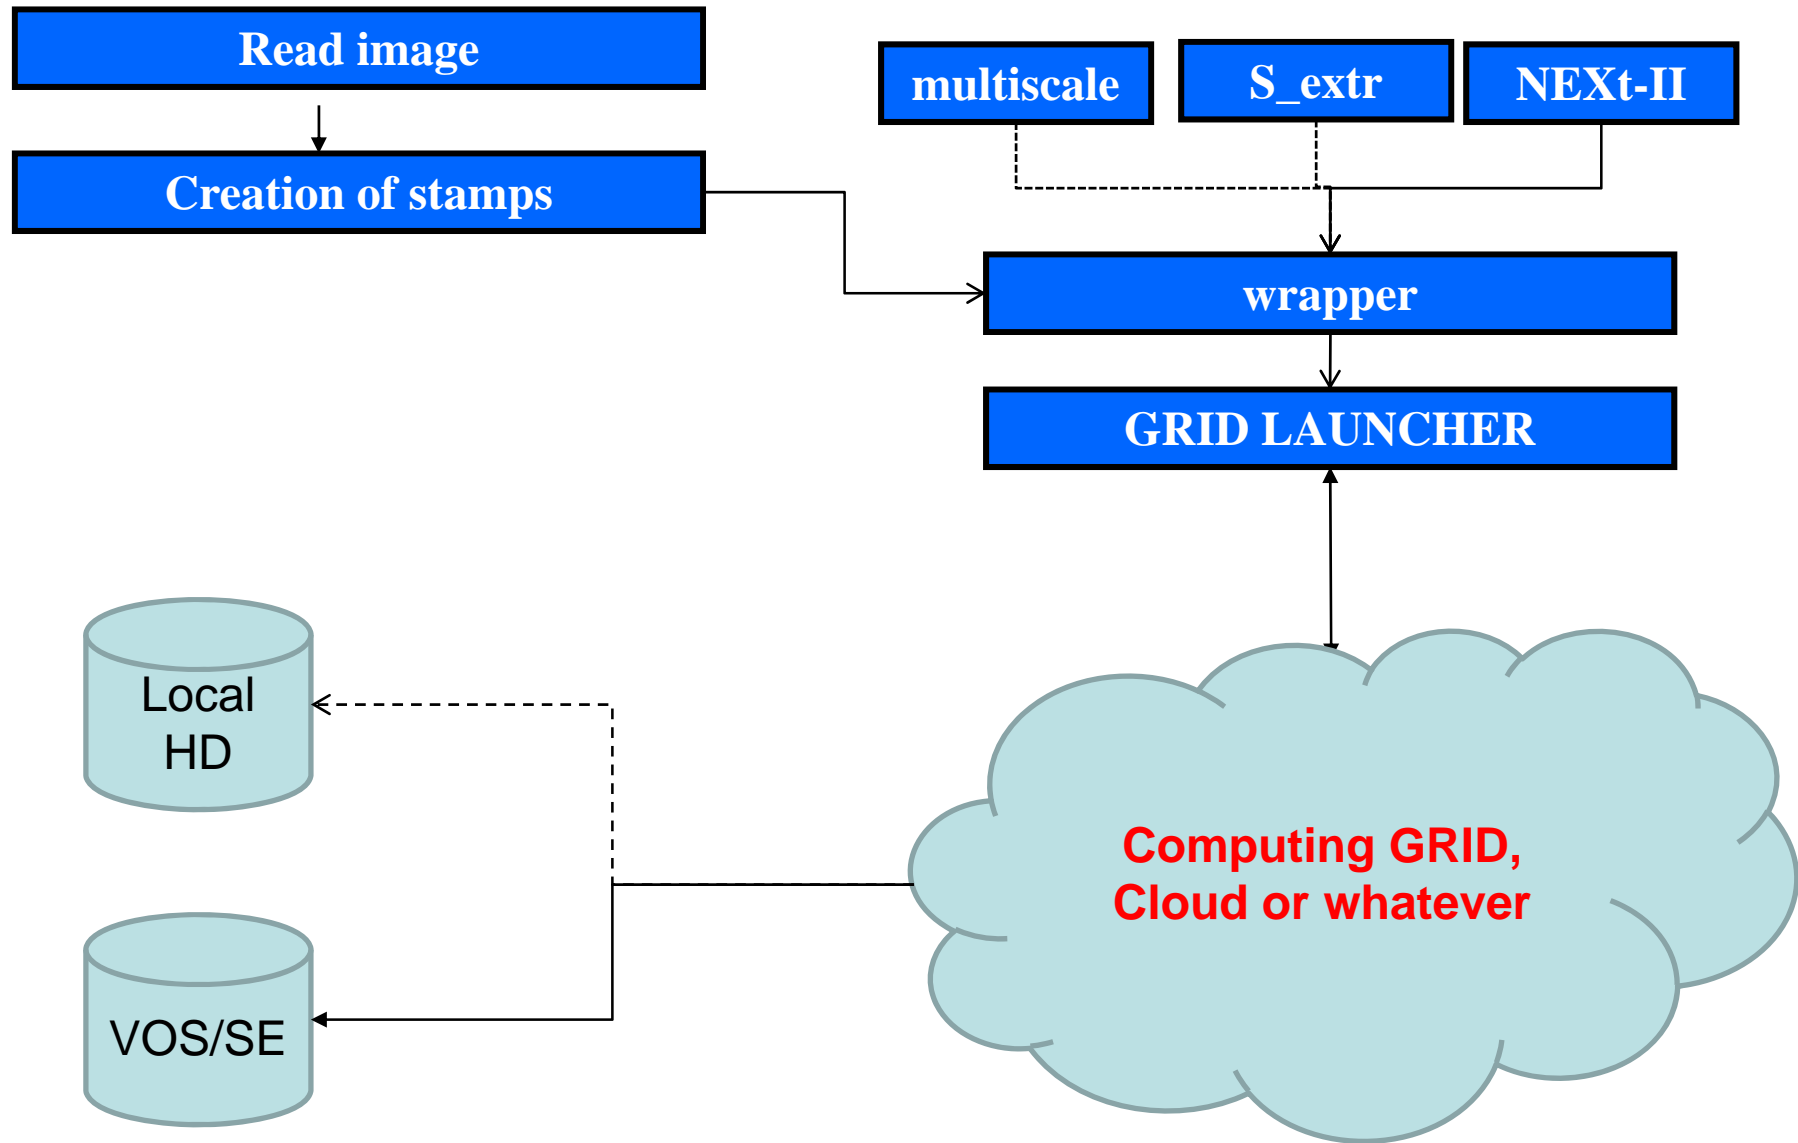 Read image
multiscale
S_extr
NEXt-II
Creation of stamps
wrapper
GRID LAUNCHER
Local
HD
Computing GRID,
Cloud or whatever
VOS/SE